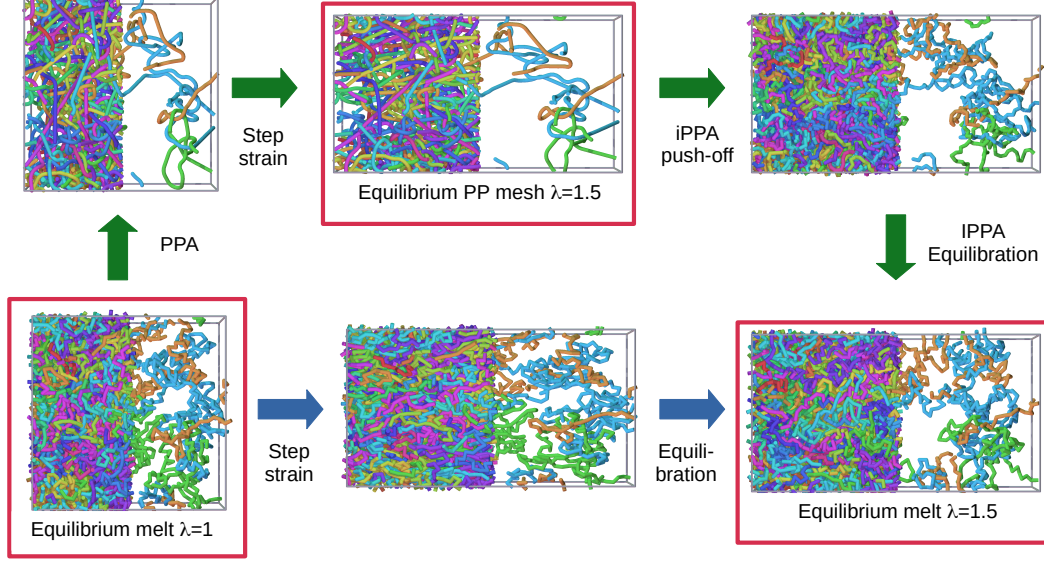 Step
strain
Equilibrium PP mesh λ=1.5
iPPA
push-off
PPA
IPPA
Equilibration
Equilibrium melt λ=1
Step
strain
Equili-
bration
Equilibrium melt λ=1.5